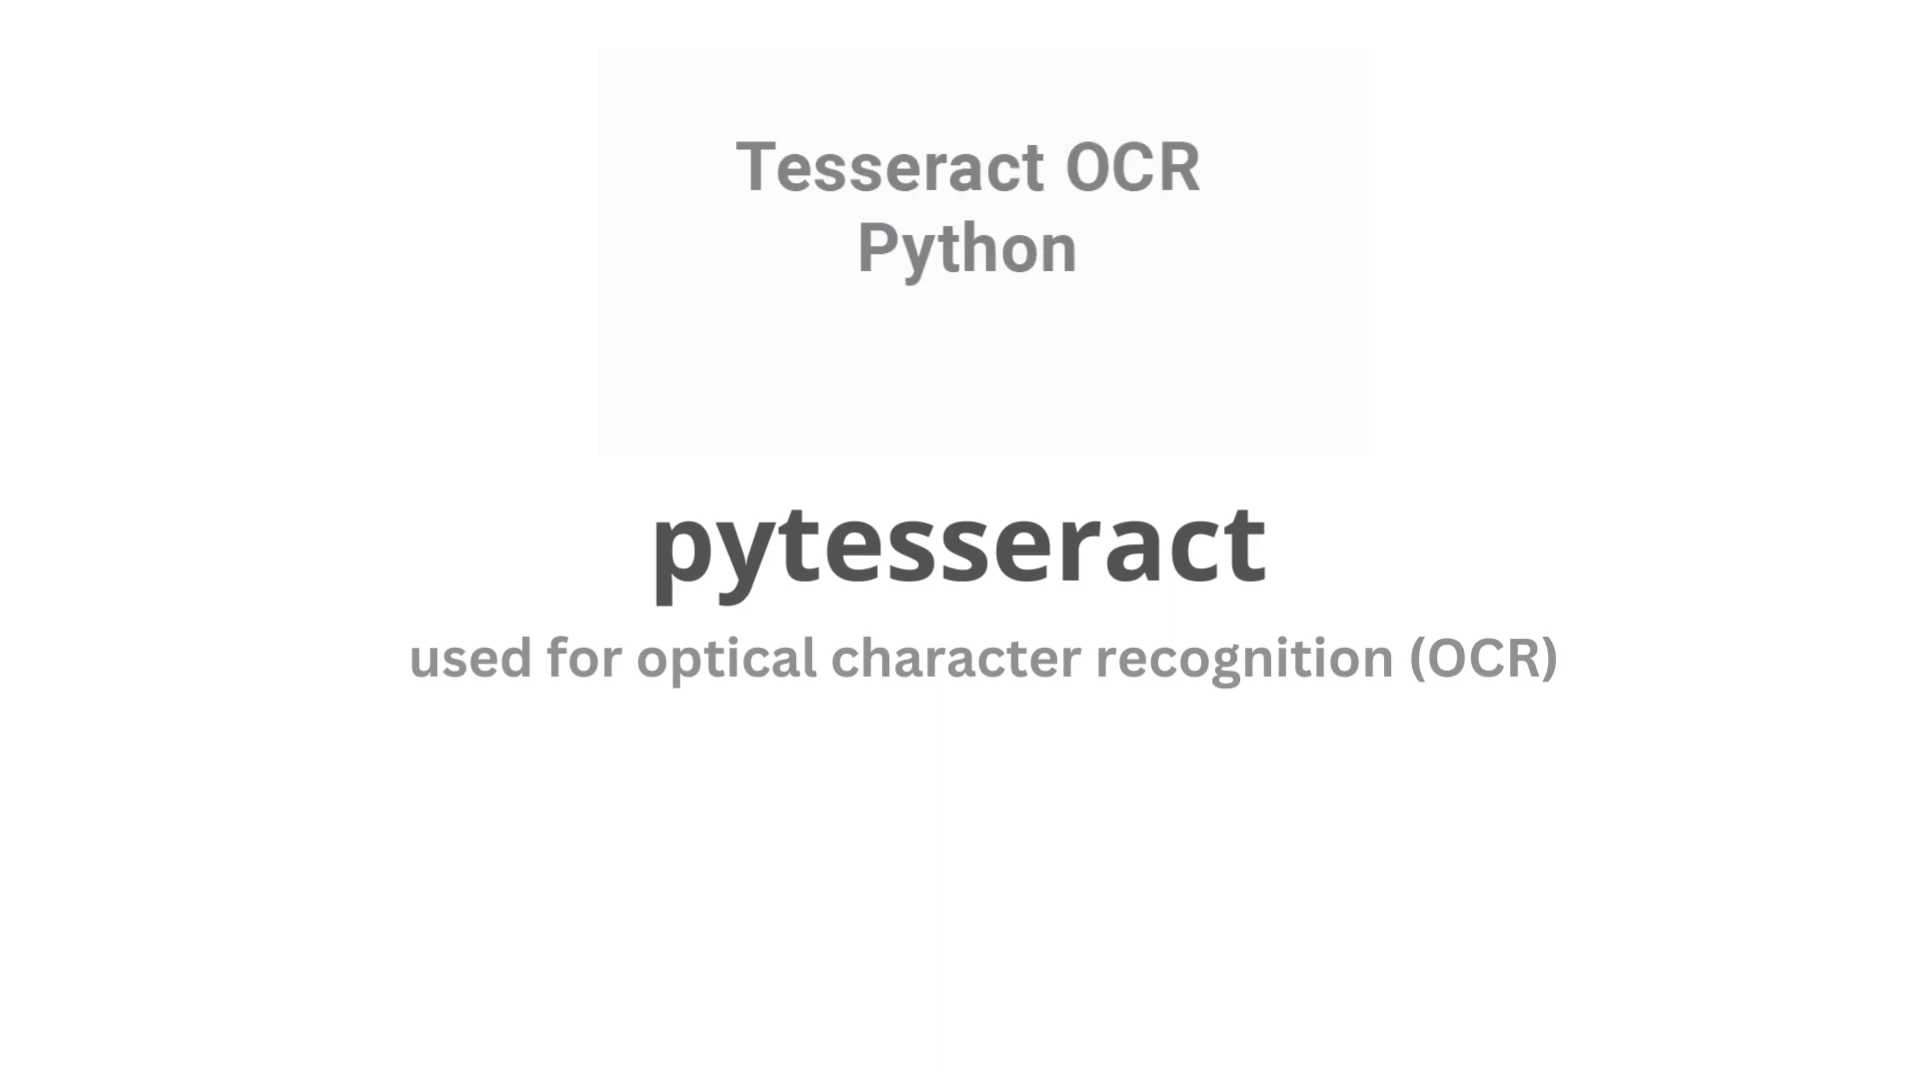 Tesseract OCR
Python
pytesseract
used for optical character recognition (OCR)